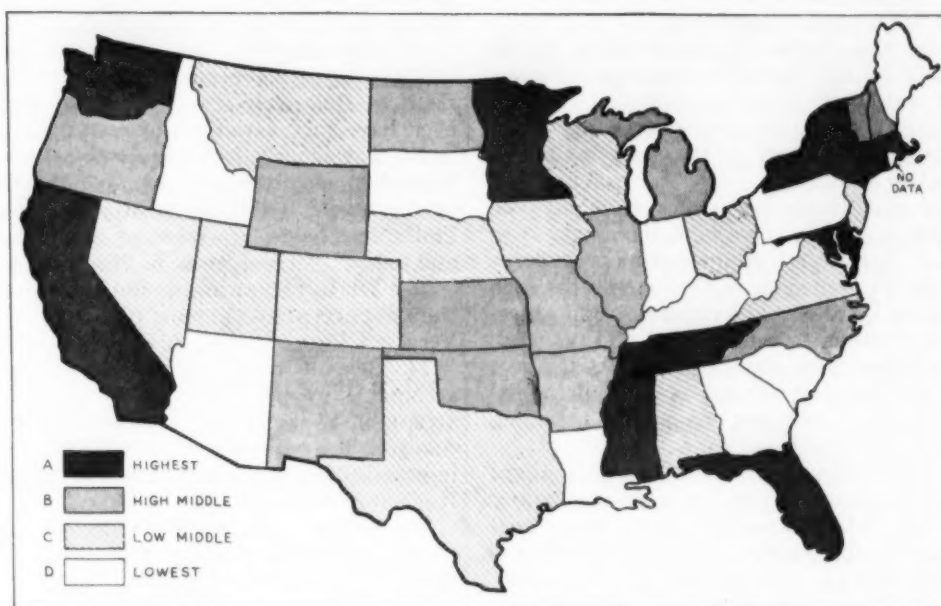 NO
DATA
A HIGHEST
B HIGH MIDDLE
C LOW MIDDLE
D LOWEST